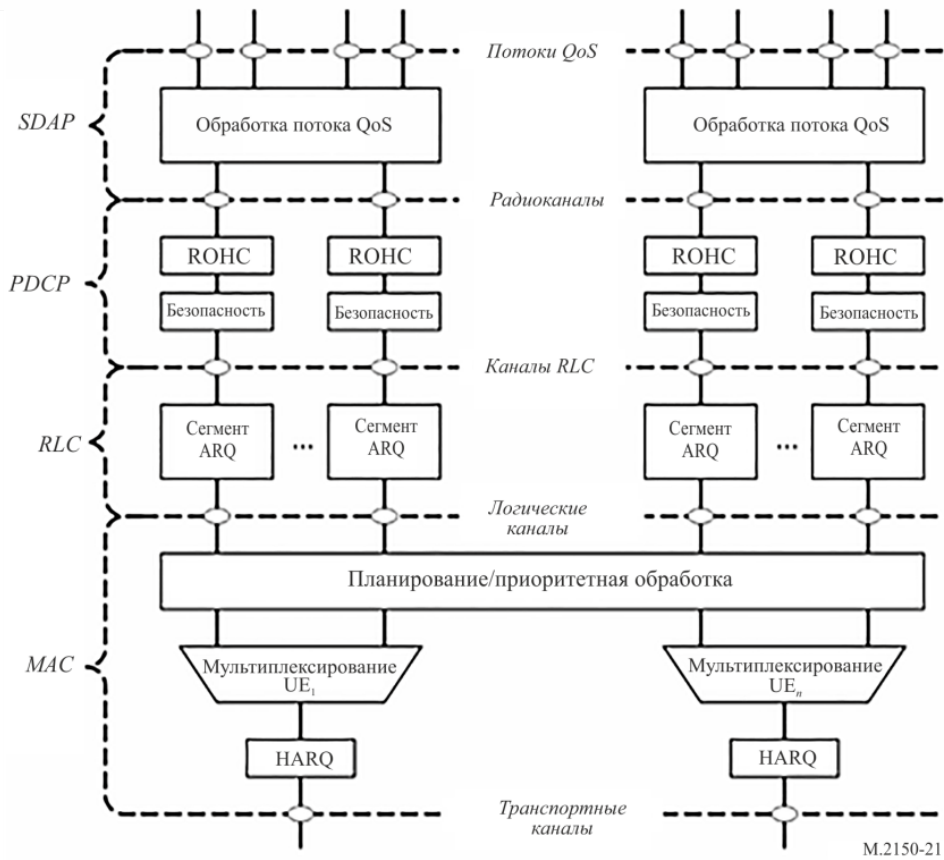 Потоки QoS
SDAP
Обработка потока QoS
Обработка потока QoS
Радиоканалы
ROHC
ROHC
ROHC
ROHC
PDCP
Безопасность
Безопасность
Безопасность
Безопасность
Каналы RLC
RLC
Сегмент
ARQ
...
Сегмент
ARQ
Сегмент
ARQ
...
Сегмент
ARQ
Логические
каналы
Планирование/приоритетная обработка
MAC
Мультиплексирование
UE₁
Мультиплексирование
UEₙ
HARQ
HARQ
Транспортные
каналы
M.2150-21